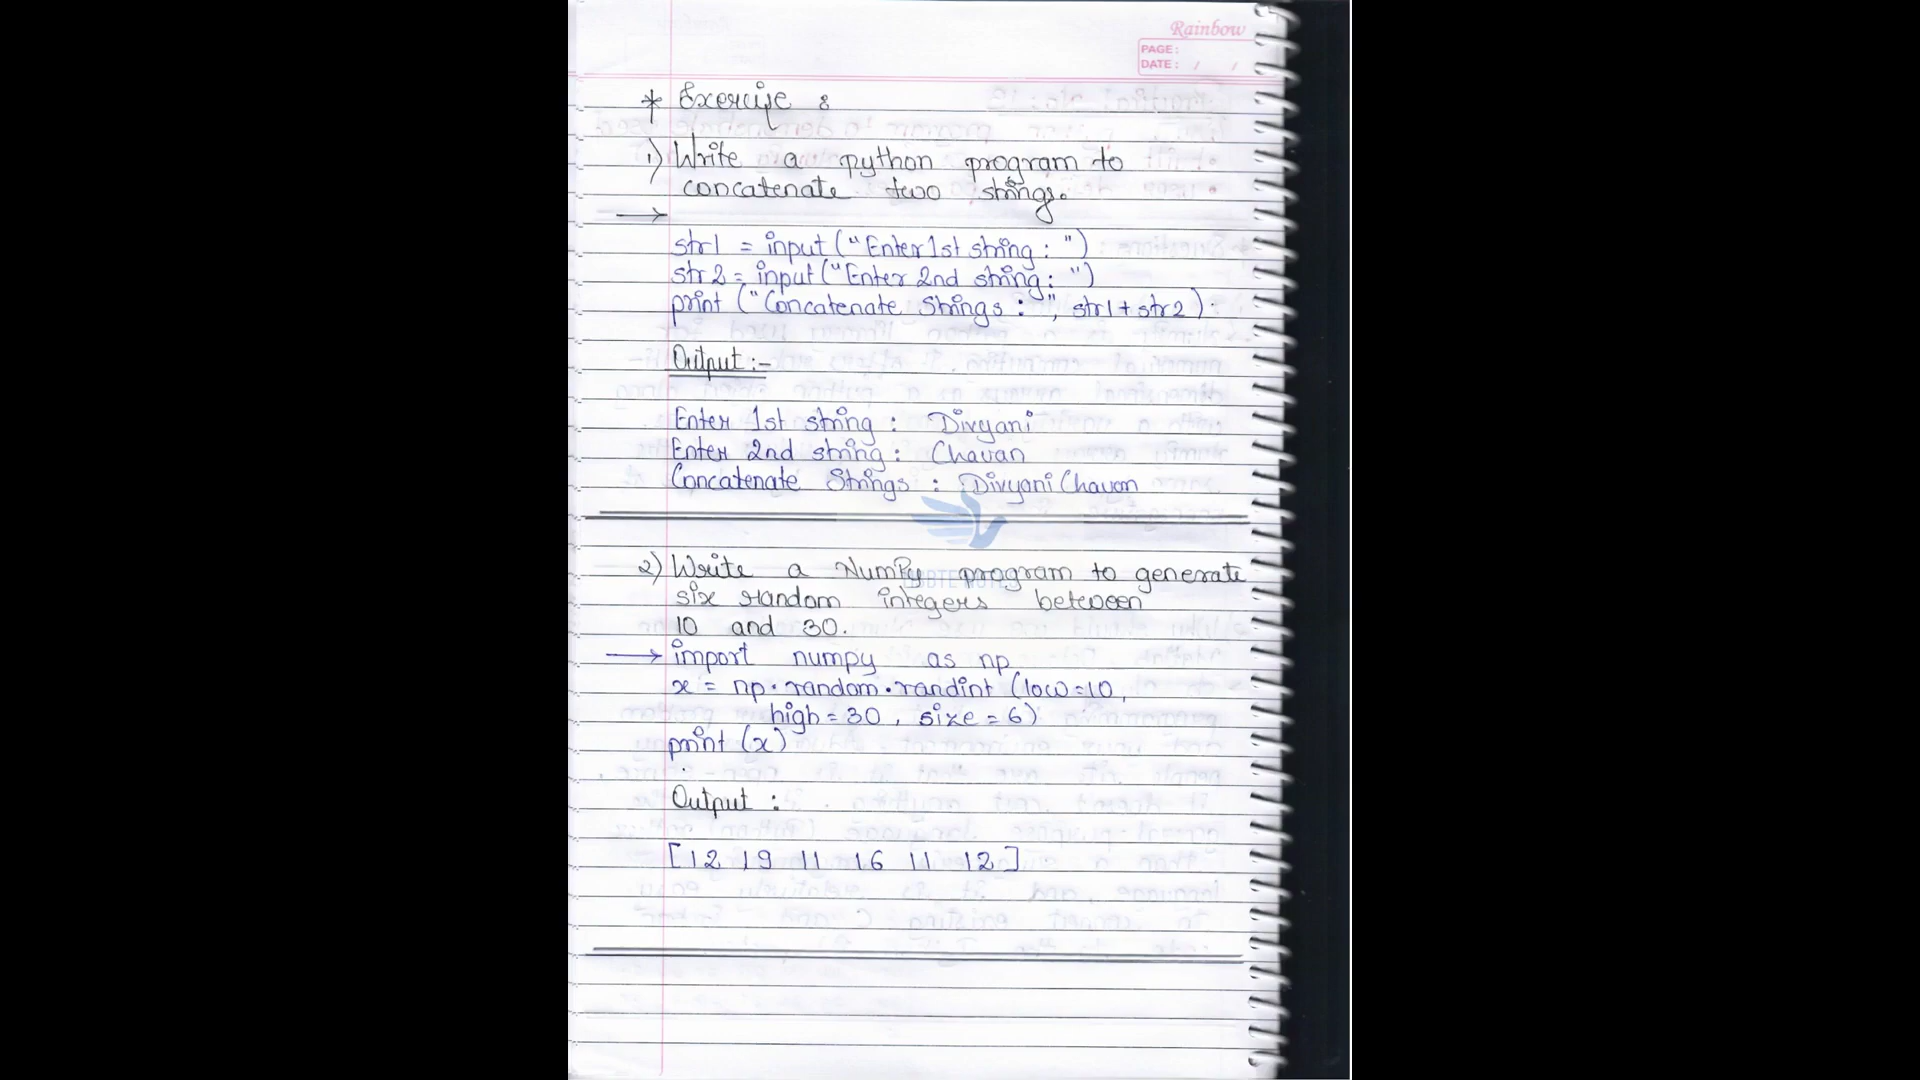 Rainbow
PAGE:
DATE: / /
* Exercise :
1) Write a python program to
concatenate two strings.
→
str1 = input ("Enter 1st string : ")
str2 = input ("Enter 2nd string : ")
print ("Concatenate Strings : ", str1 + str2)
Output :-
Enter 1st string : Divyani
Enter 2nd string : Chavan
Concatenate Strings : DivyaniChavan
2) Write a NumPy program to generate
six random integers between
10 and 30.
→ import numpy as np
x = np.random.randint (low=10,
high=30, size=6)
print (x)
Output :
[12 19 11 16 11 12]